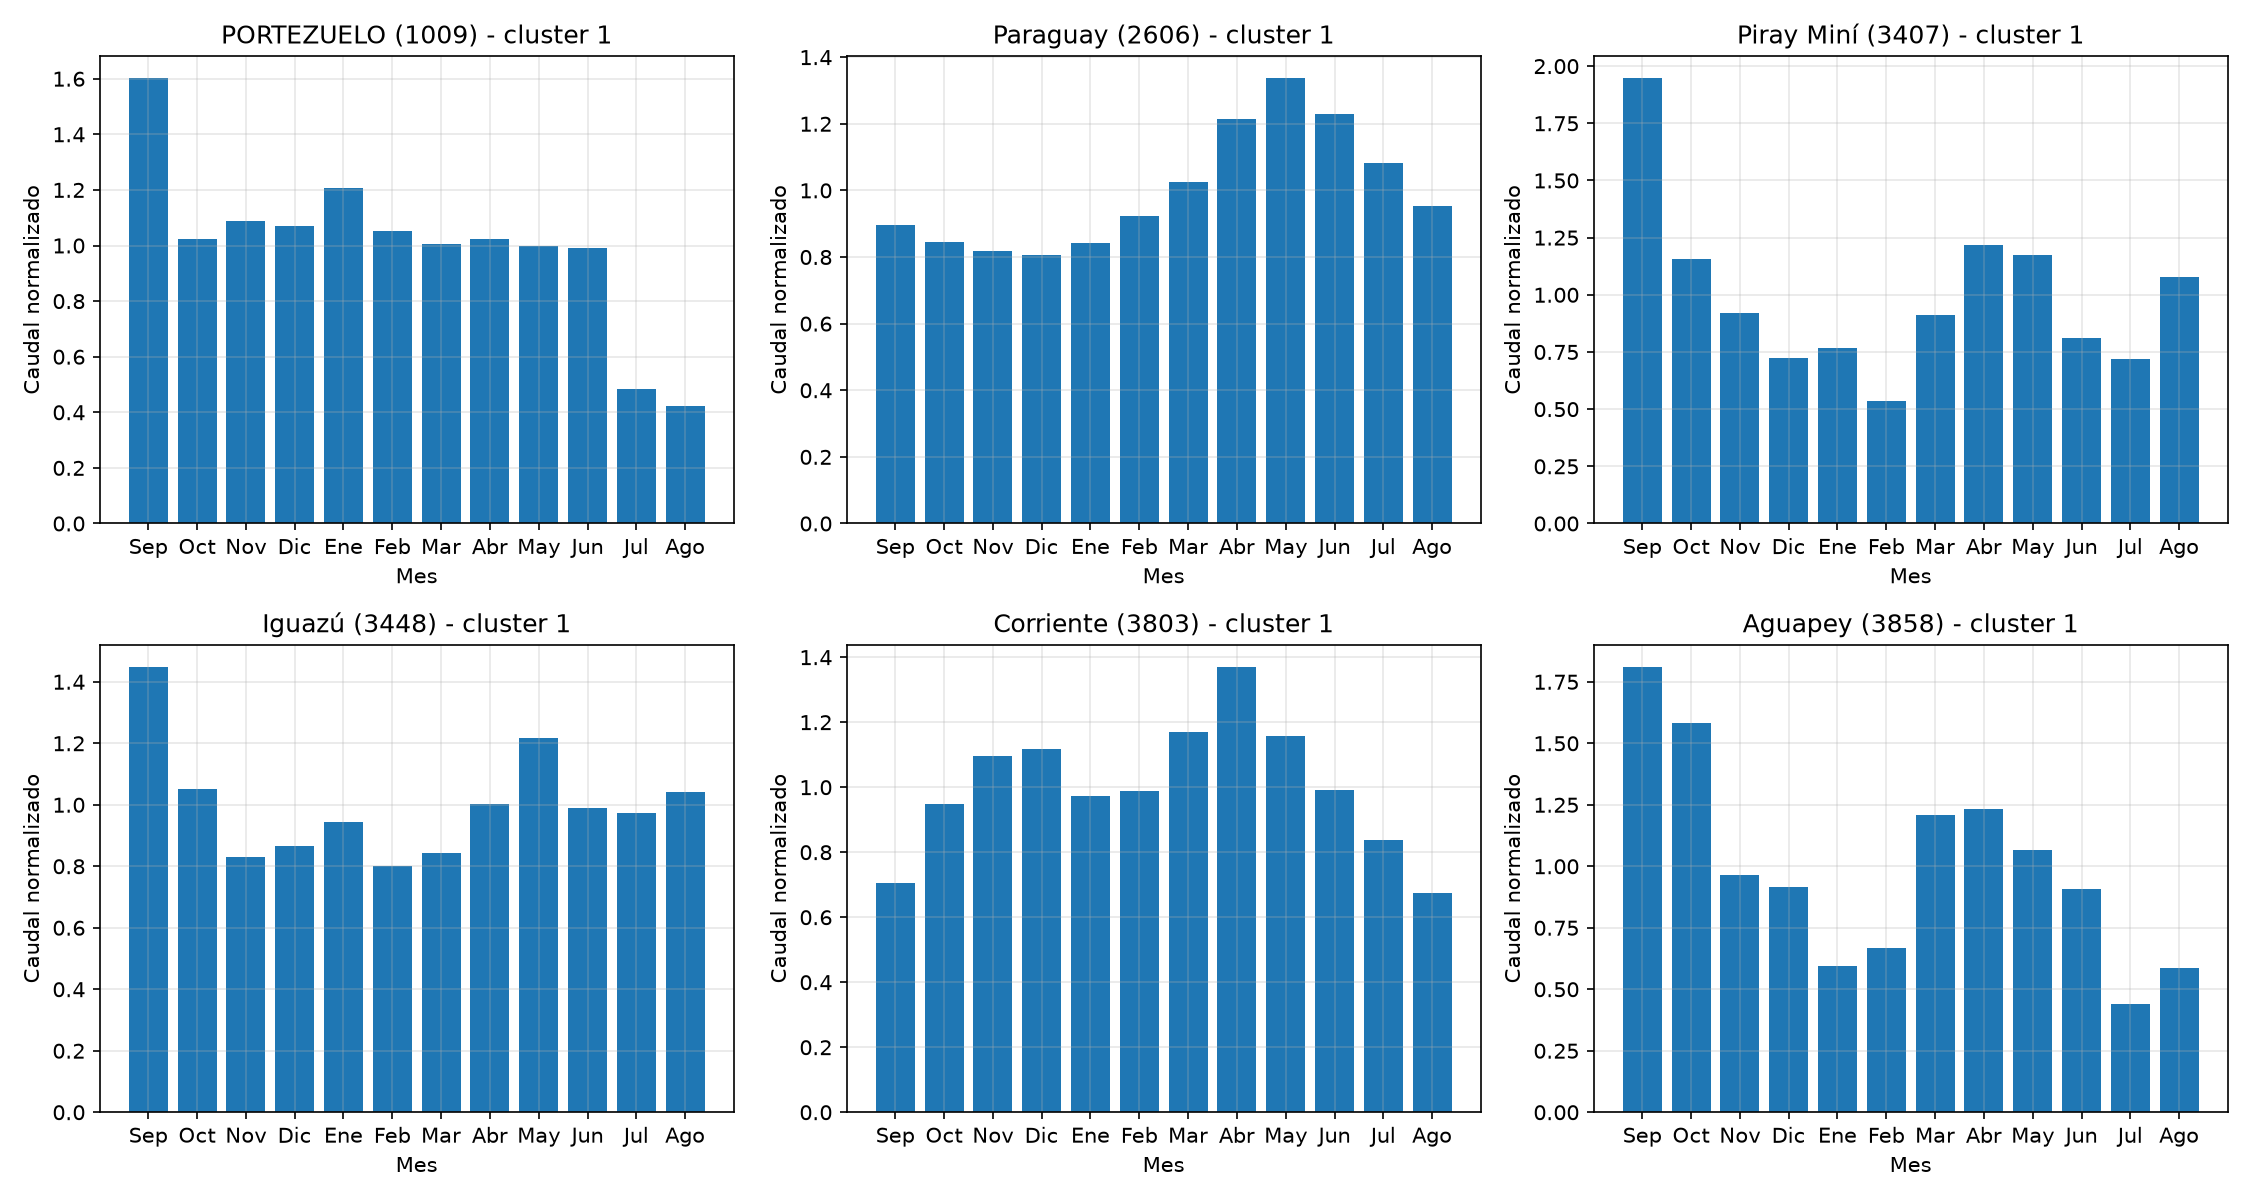 PORTEZUELO (1009) - cluster 1
Caudal normalizado
1.6
1.4
1.2
1.0
0.8
0.6
0.4
0.2
0.0
Sep Oct Nov Dic Ene Feb Mar Abr May Jun Jul Ago
Mes
Paraguay (2606) - cluster 1
Caudal normalizado
1.4
1.2
1.0
0.8
0.6
0.4
0.2
0.0
Sep Oct Nov Dic Ene Feb Mar Abr May Jun Jul Ago
Mes
Piray Miní (3407) - cluster 1
Caudal normalizado
2.00
1.75
1.50
1.25
1.00
0.75
0.50
0.25
0.00
Sep Oct Nov Dic Ene Feb Mar Abr May Jun Jul Ago
Mes
Iguazú (3448) - cluster 1
Caudal normalizado
1.4
1.2
1.0
0.8
0.6
0.4
0.2
0.0
Sep Oct Nov Dic Ene Feb Mar Abr May Jun Jul Ago
Mes
Corriente (3803) - cluster 1
Caudal normalizado
1.4
1.2
1.0
0.8
0.6
0.4
0.2
0.0
Sep Oct Nov Dic Ene Feb Mar Abr May Jun Jul Ago
Mes
Aguapey (3858) - cluster 1
Caudal normalizado
1.75
1.50
1.25
1.00
0.75
0.50
0.25
0.00
Sep Oct Nov Dic Ene Feb Mar Abr May Jun Jul Ago
Mes